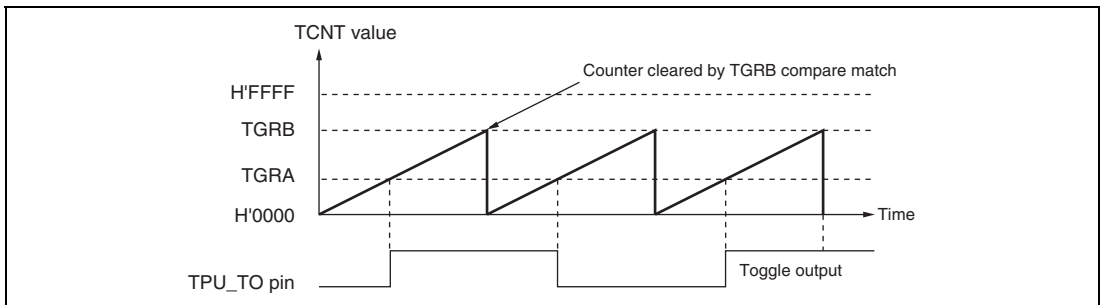 TCNT value
Counter cleared by TGRB compare match
H'FFFF
TGRB
TGRA
H'0000
Time
TPU_TO pin
Toggle output